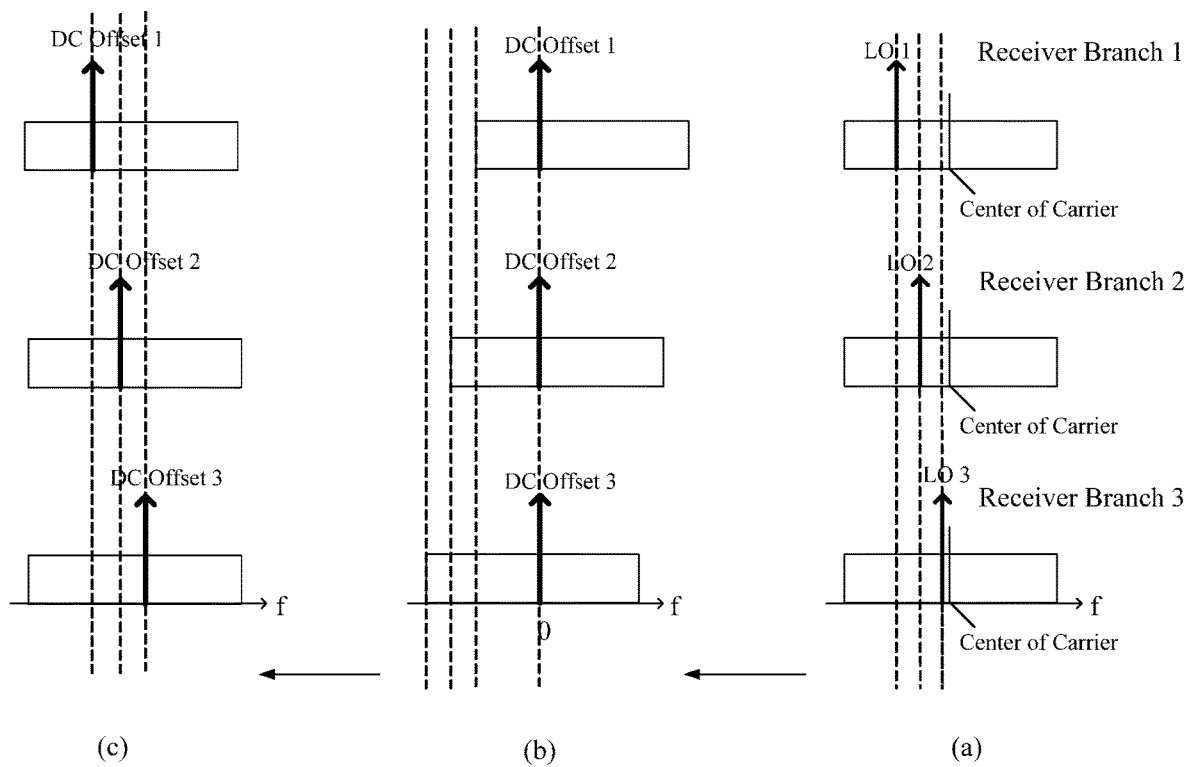 DC Offset 1
DC Offset 2
DC Offset 3
f
(c)
DC Offset 1
DC Offset 2
DC Offset 3
f
0
(b)
LO 1
Receiver Branch 1
Center of Carrier
LO 2
Receiver Branch 2
Center of Carrier
LO 3
Receiver Branch 3
f
Center of Carrier
(a)